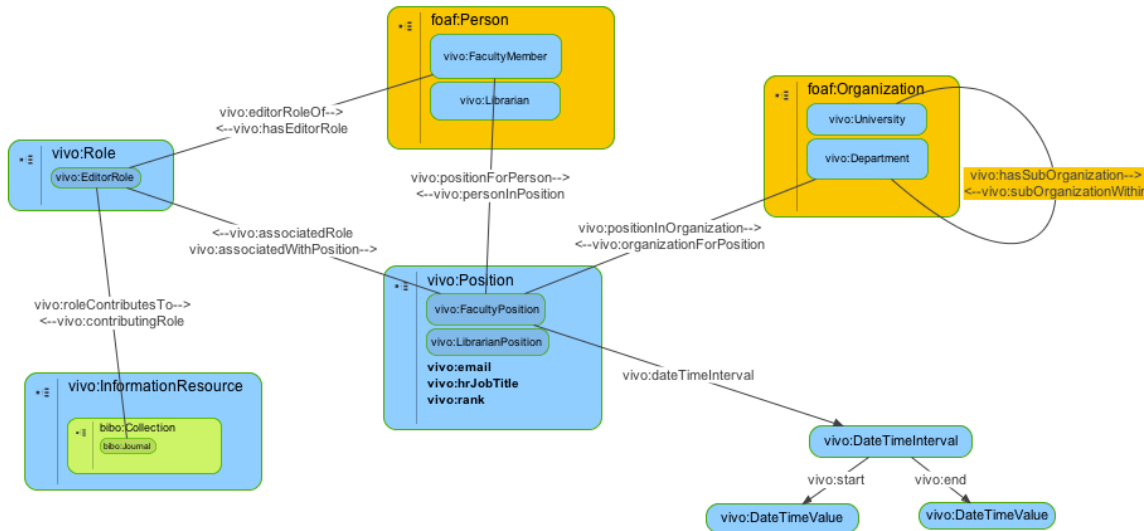 foaf:Person
vivo:FacultyMember
vivo:Librarian
foaf:Organization
vivo:University
vivo:Department
vivo:editorRoleOf-->
<--vivo:hasEditorRole
vivo:Role
vivo:EditorRole
vivo:positionForPerson-->
<--vivo:personInPosition
vivo:hasSubOrganization-->
<--vivo:subOrganizationWithin
<--vivo:associatedRole
vivo:associatedWithPosition-->
vivo:positionInOrganization-->
<--vivo:organizationForPosition
vivo:Position
vivo:FacultyPosition
vivo:LibrarianPosition
vivo:email
vivo:hrJobTitle
vivo:rank
vivo:roleContributesTo-->
<--vivo:contributingRole
vivo:InformationResource
bibo:Collection
bibo:Journal
vivo:dateTimeInterval
vivo:DateTimeInterval
vivo:start
vivo:end
vivo:DateTimeValue
vivo:DateTimeValue